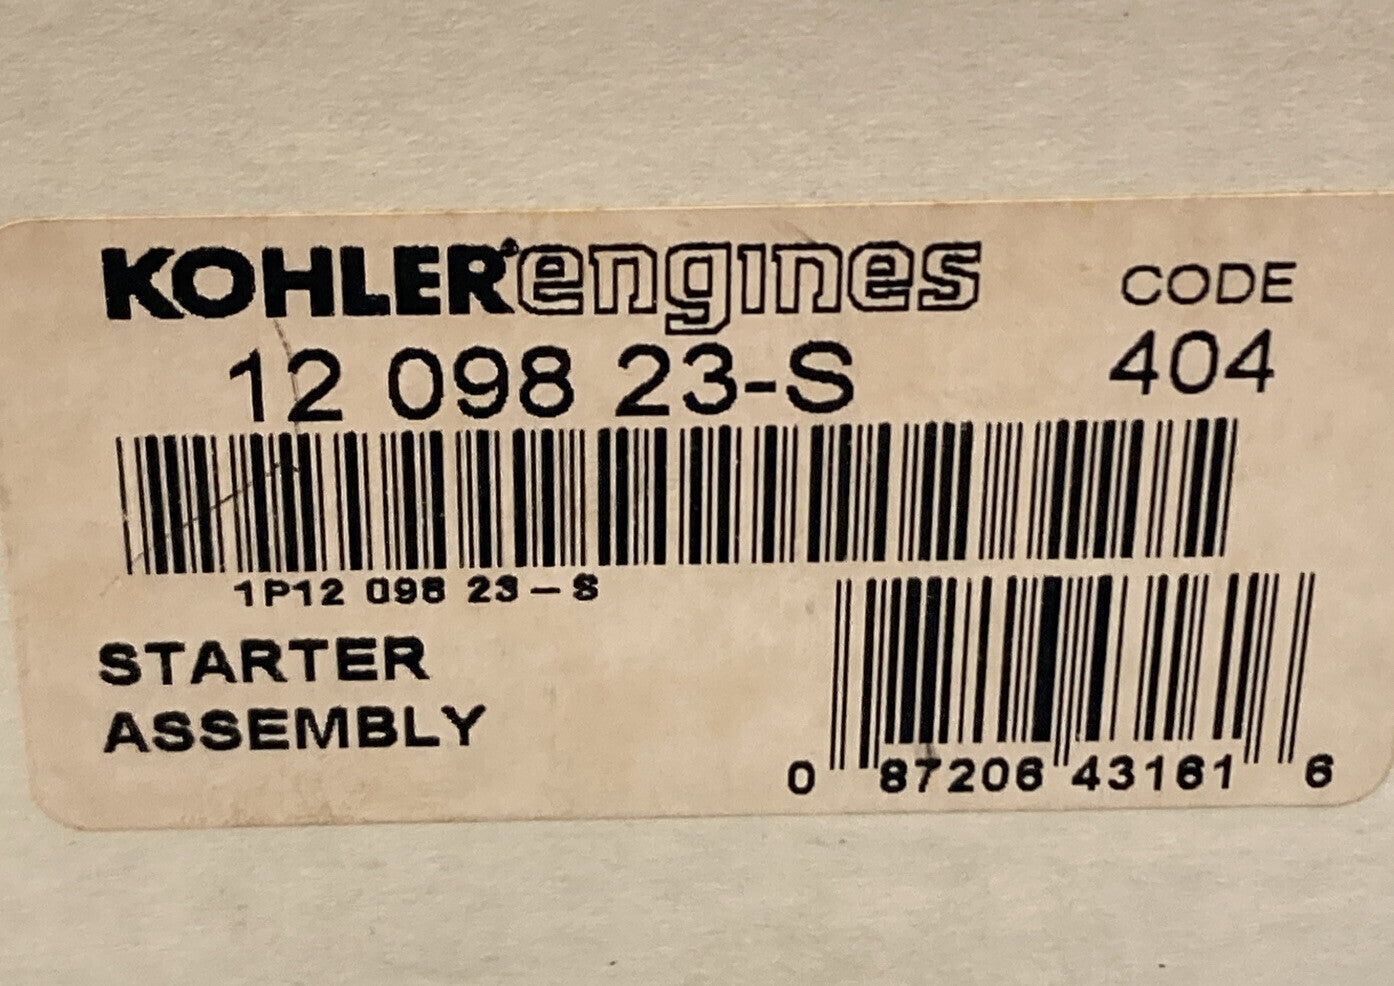 KOHLER®engines
CODE
12 098 23-S
404
1P12 098 23-S
STARTER
ASSEMBLY
0 87206 43161 6